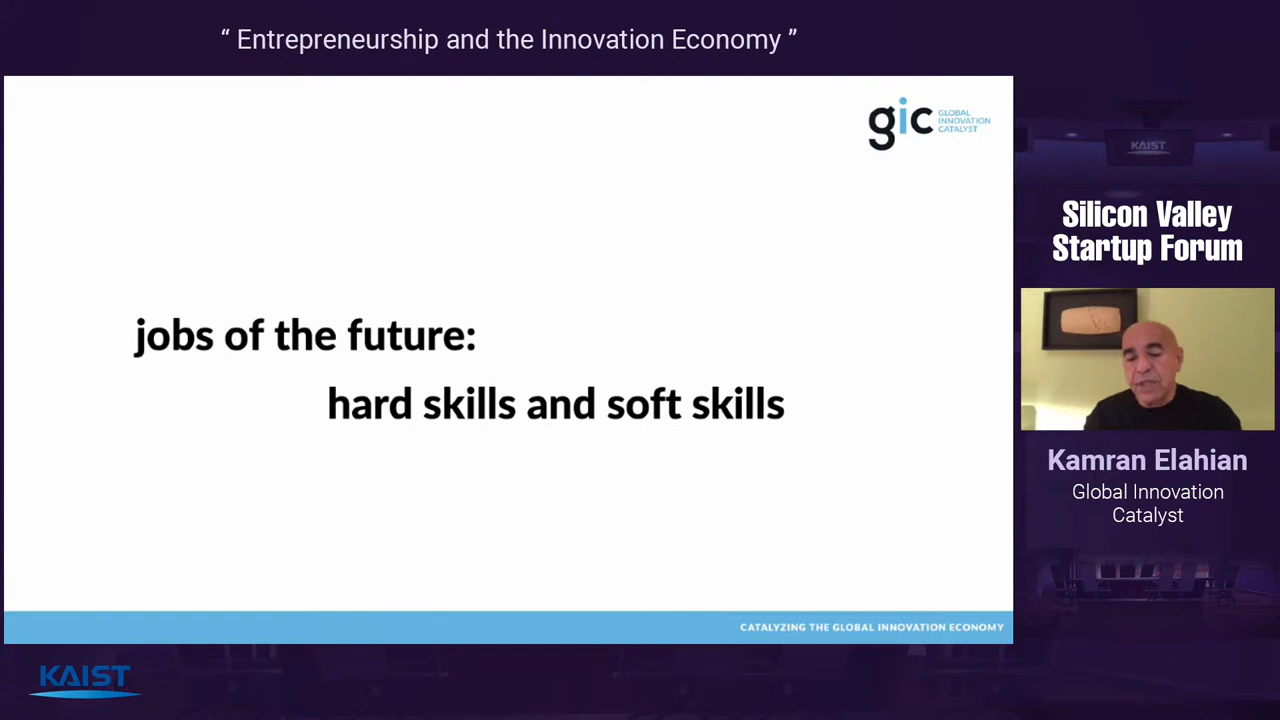 “ Entrepreneurship and the Innovation Economy ”
gic
GLOBAL
INNOVATION
CATALYST
jobs of the future:
hard skills and soft skills
CATALYZING THE GLOBAL INNOVATION ECONOMY
KAIST
Silicon Valley
Startup Forum
Kamran Elahian
Global Innovation
Catalyst
KAIST